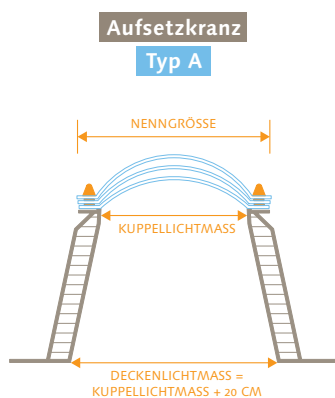 Aufsetzkranz
Typ A
NENNGRÖSSE
KUPPELLICHTMASS
DECKENLICHTMASS =
KUPPELLICHTMASS + 20 CM